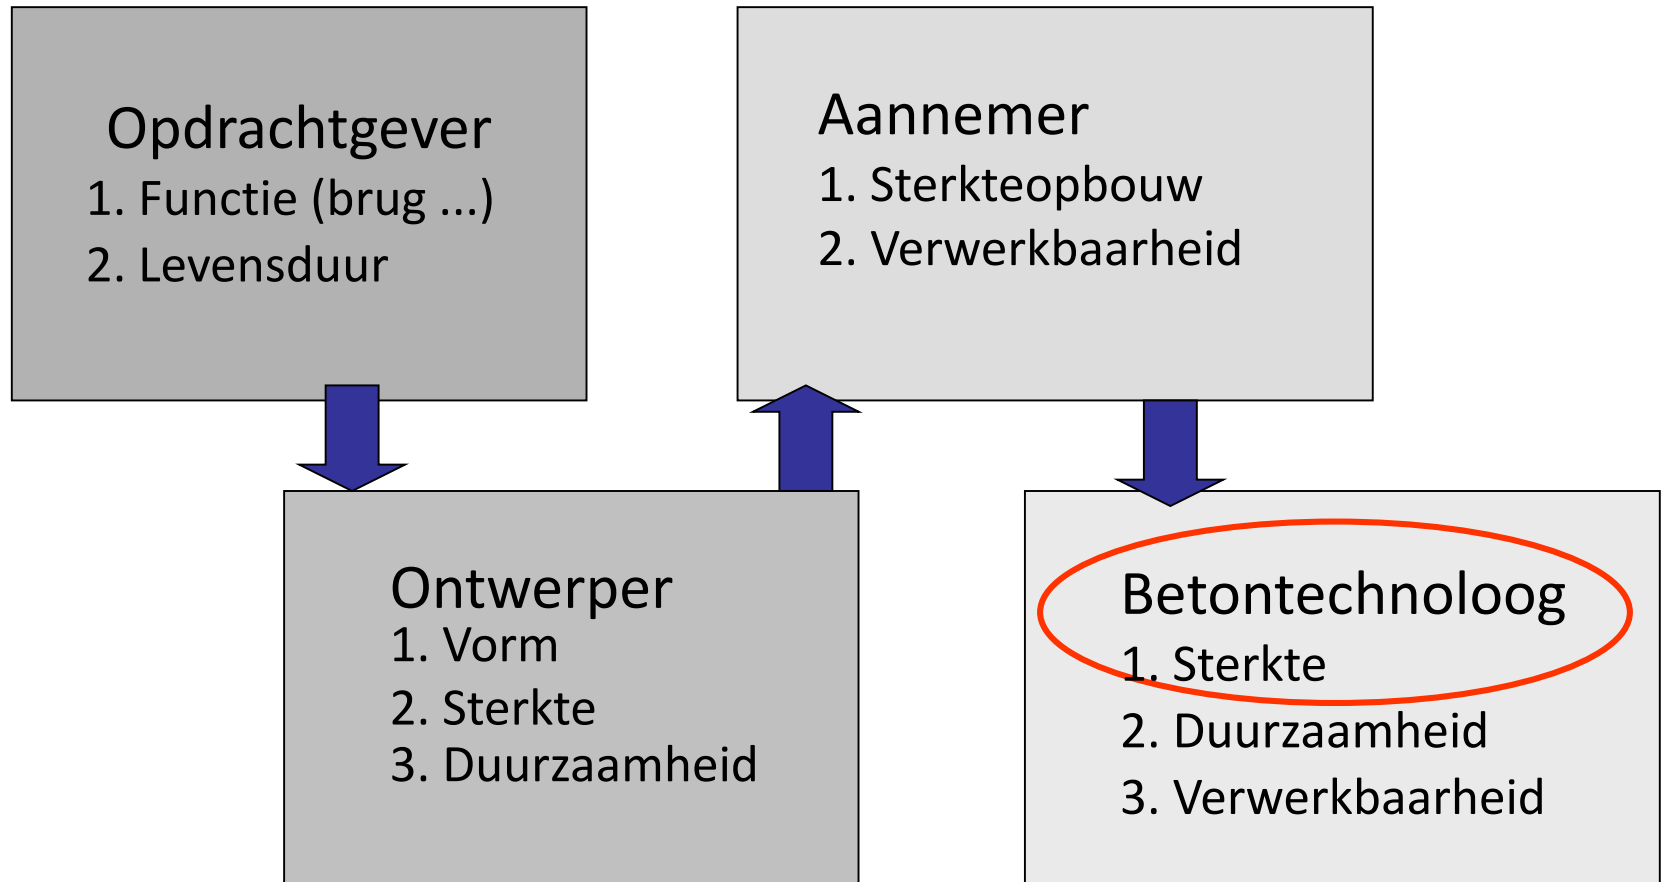 Opdrachtgever
1. Functie (brug ...)
2. Levensduur
Aannemer
1. Sterkteopbouw
2. Verwerkbaarheid
Ontwerper
1. Vorm
2. Sterkte
3. Duurzaamheid
Betontechnoloog
1. Sterkte
2. Duurzaamheid
3. Verwerkbaarheid